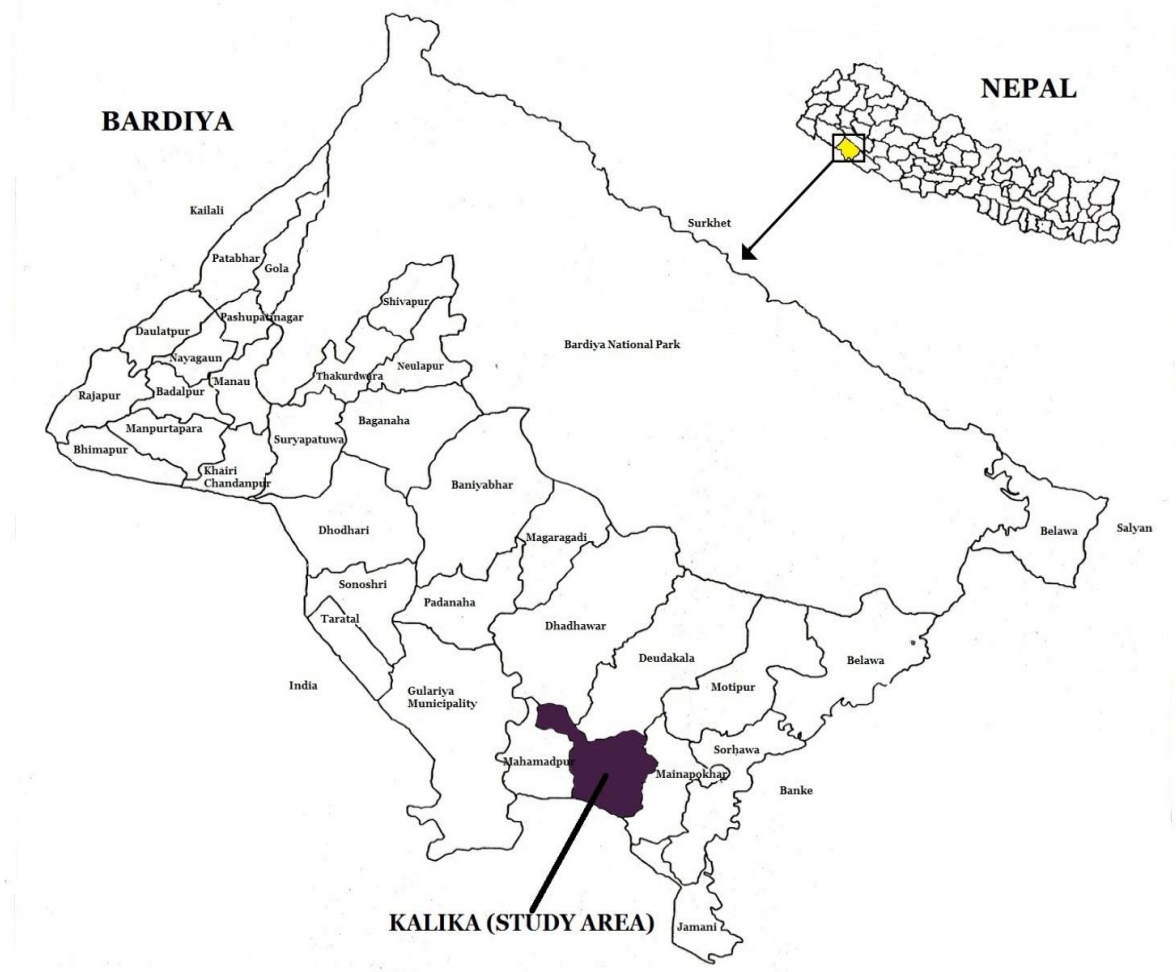 NEPAL
BARDIYA
Kailali
Surkhet
Patabhar
Gola
Shivapur
Pashupatinagar
Daulatpur
Bardiya National Park
Nayagaun
Neulapur
Thakurdwara
Manau
Badalpur
Rajapur
Baganaha
Manpurtapara
Suryapatuwa
Bhimapur
Khairi
Chandanpur
Baniyabhar
Dhodhari
Magaragadi
Belawa
Salyan
Sonoshri
Padanaha
Taratal
Dhadhawar
Deudakala
Belawa
India
Gulariya
Municipality
Motipur
Sorhawa
Mahamadpur
Mainapokhar
Banke
KALIKA (STUDY AREA)
Jamani